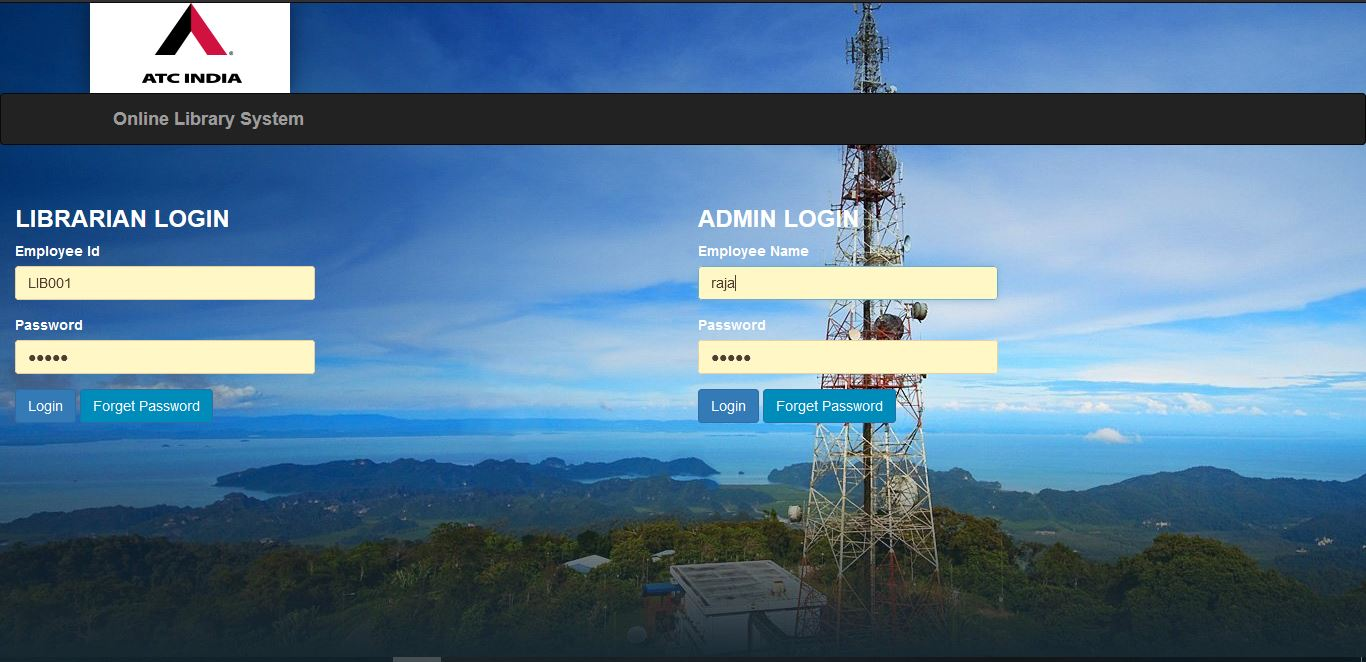 ATC INDIA
Online Library System
LIBRARIAN LOGIN
Employee Id
LIB001
Password
•••••
Login Forget Password
ADMIN LOGIN
Employee Name
raja
Password
•••••
Login Forget Password